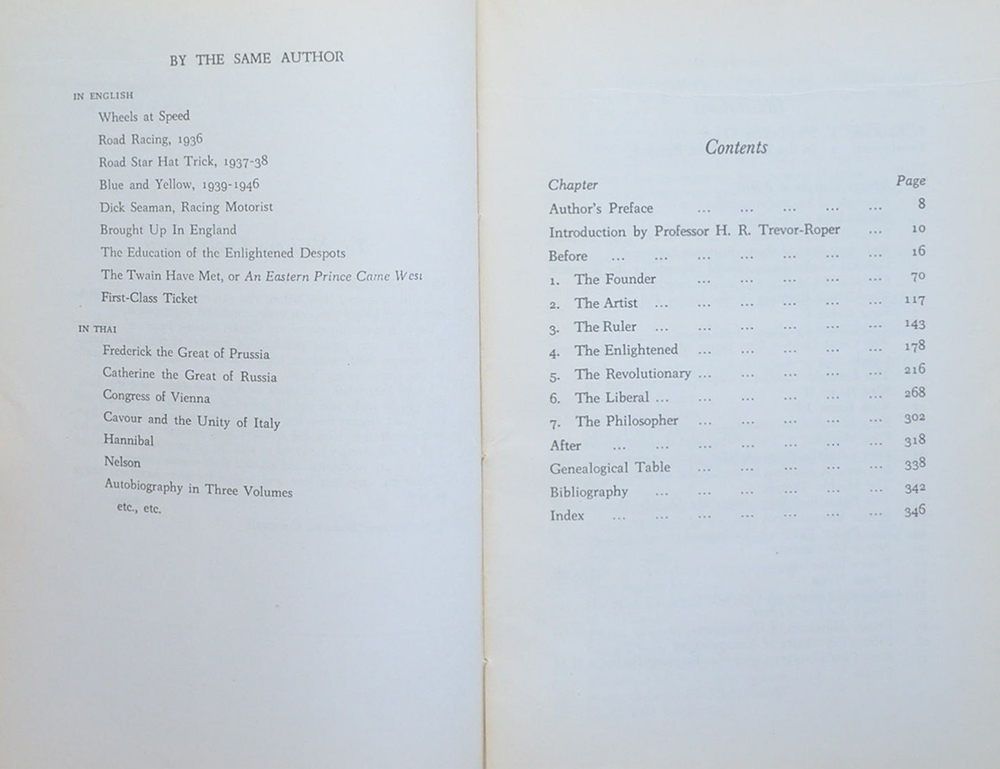 BY THE SAME AUTHOR
IN ENGLISH
Wheels at Speed
Road Racing, 1936
Road Star Hat Trick, 1937-38
Blue and Yellow, 1939-1946
Dick Seaman, Racing Motorist
Brought Up In England
The Education of the Enlightened Despots
The Twain Have Met, or An Eastern Prince Came West
First-Class Ticket
IN THAI
Frederick the Great of Prussia
Catherine the Great of Russia
Congress of Vienna
Cavour and the Unity of Italy
Hannibal
Nelson
Autobiography in Three Volumes
etc., etc.
Contents
Chapter Page
Author's Preface ... ... ... ... ... 8
Introduction by Professor H. R. Trevor-Roper ... 10
Before ... ... ... ... ... ... ... 16
1. The Founder ... ... ... ... ... 70
2. The Artist ... ... ... ... ... ... 117
3. The Ruler ... ... ... ... ... ... 143
4. The Enlightened ... ... ... ... ... 178
5. The Revolutionary ... ... ... ... ... 216
6. The Liberal ... ... ... ... ... ... 268
7. The Philosopher ... ... ... ... ... 302
After ... ... ... ... ... ... ... 318
Genealogical Table ... ... ... ... ... 338
Bibliography ... ... ... ... ... ... 342
Index ... ... ... ... ... ... ... 346